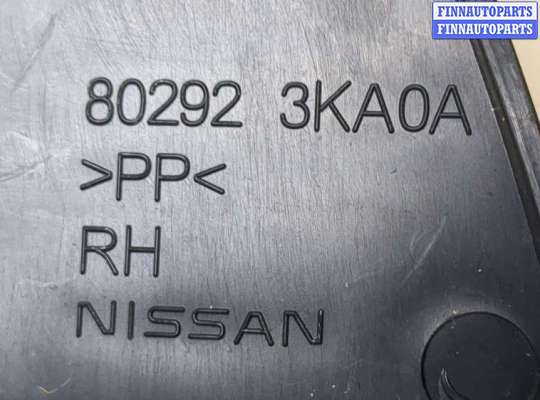 FINNAUTOPARTS
FINNAUTOPARTS
80292 3KA0A
>PP<
RH
NISSAN